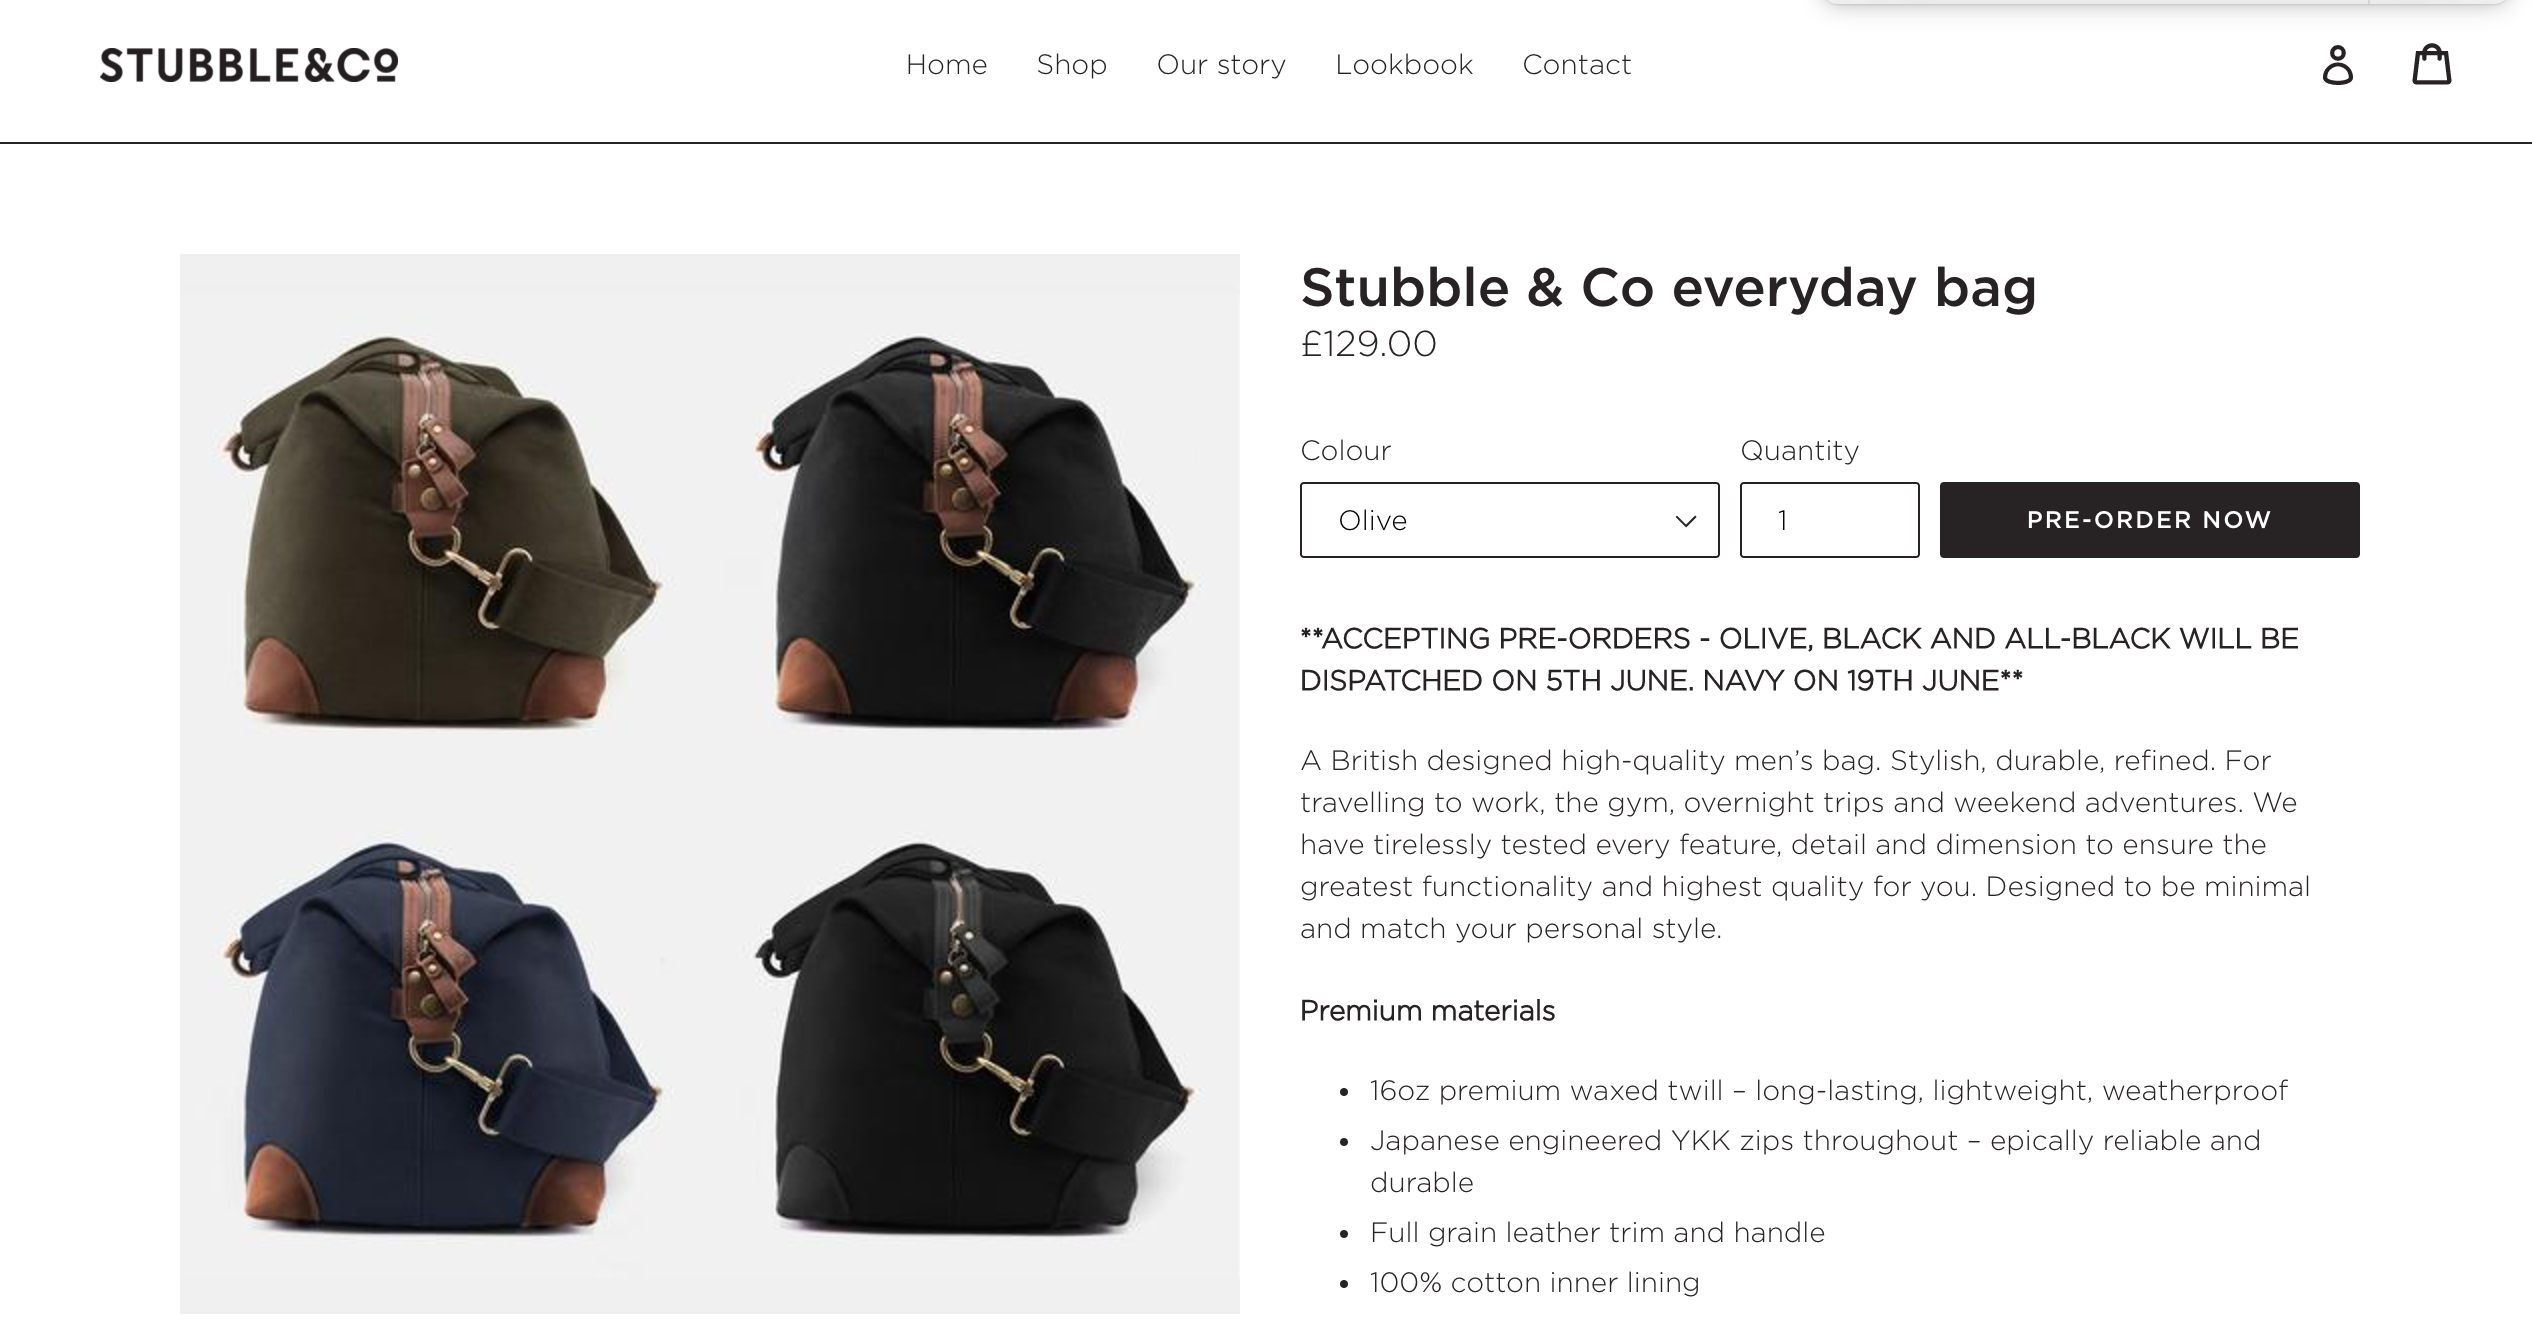 STUBBLE&Co
Home
Shop
Our story
Lookbook
Contact
Stubble & Co everyday bag
£129.00
Colour
Quantity
Olive
1
PRE-ORDER NOW
**ACCEPTING PRE-ORDERS - OLIVE, BLACK AND ALL-BLACK WILL BE
DISPATCHED ON 5TH JUNE. NAVY ON 19TH JUNE**
A British designed high-quality men’s bag. Stylish, durable, refined. For
travelling to work, the gym, overnight trips and weekend adventures. We
have tirelessly tested every feature, detail and dimension to ensure the
greatest functionality and highest quality for you. Designed to be minimal
and match your personal style.
Premium materials
• 16oz premium waxed twill – long-lasting, lightweight, weatherproof
• Japanese engineered YKK zips throughout – epically reliable and
durable
• Full grain leather trim and handle
• 100% cotton inner lining